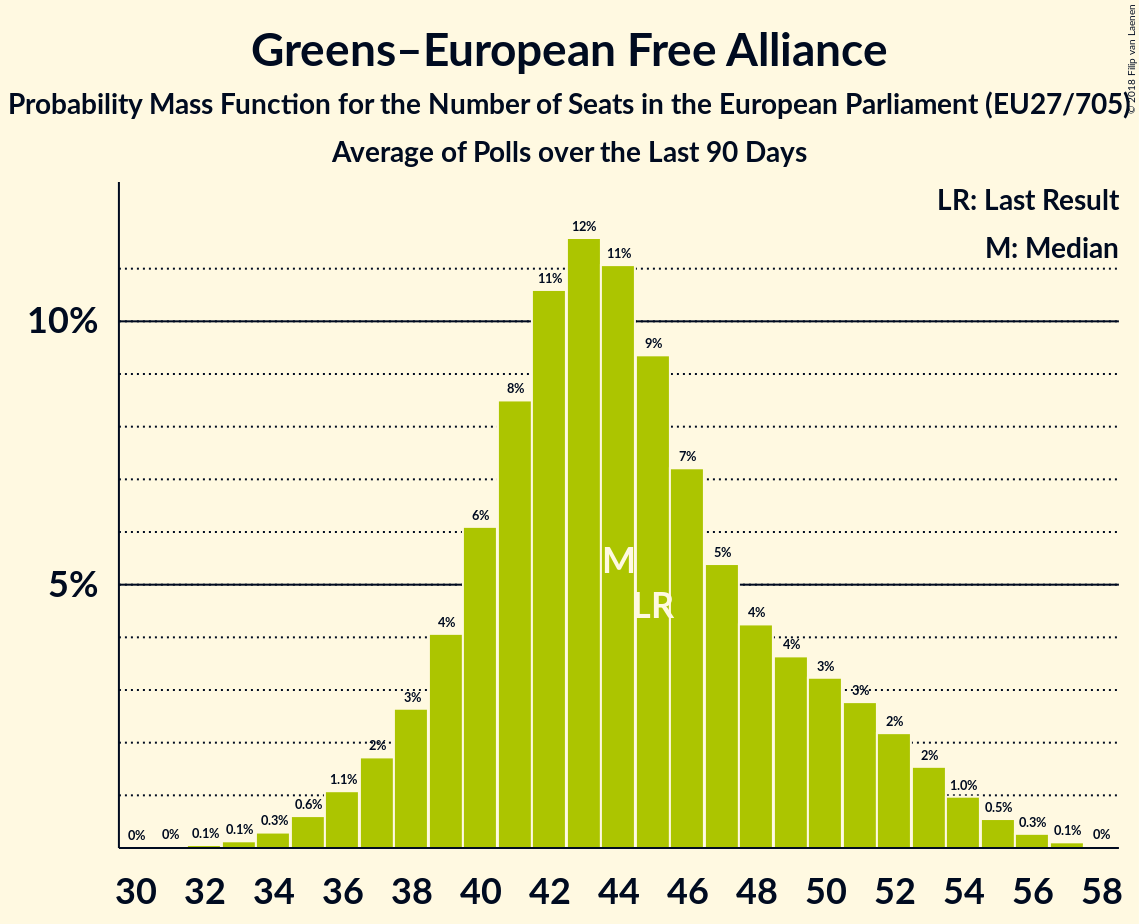 Greens–European Free Alliance
Probability Mass Function for the Number of Seats in the European Parliament (EU27/705)
Average of Polls over the Last 90 Days
© 2018 Filip van Laenen
LR: Last Result
M: Median
10%
5%
0% 0% 0.1% 0.1% 0.3% 0.6% 1.1% 2% 3% 4% 6% 8% 11% 12% 11% 9% 7% 5% 4% 4% 3% 3% 2% 2% 1.0% 0.5% 0.3% 0.1% 0%
M
LR
30 32 34 36 38 40 42 44 46 48 50 52 54 56 58